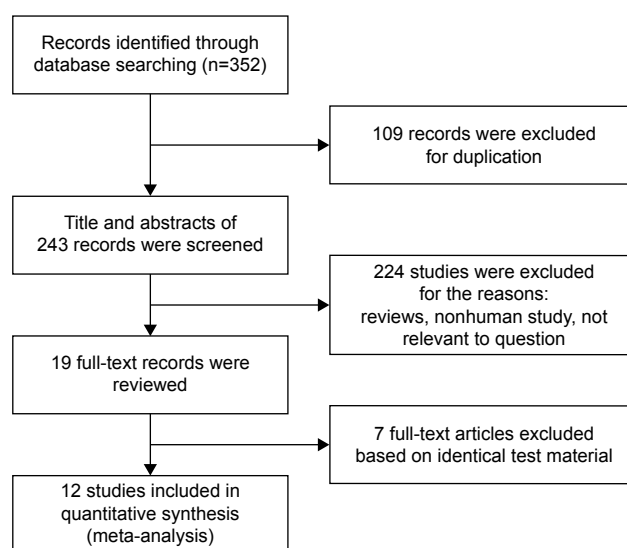 Records identified through
database searching (n=352)
109 records were excluded
for duplication
Title and abstracts of
243 records were screened
224 studies were excluded
for the reasons:
reviews, nonhuman study, not
relevant to question
19 full-text records were
reviewed
7 full-text articles excluded
based on identical test material
12 studies included in
quantitative synthesis
(meta-analysis)